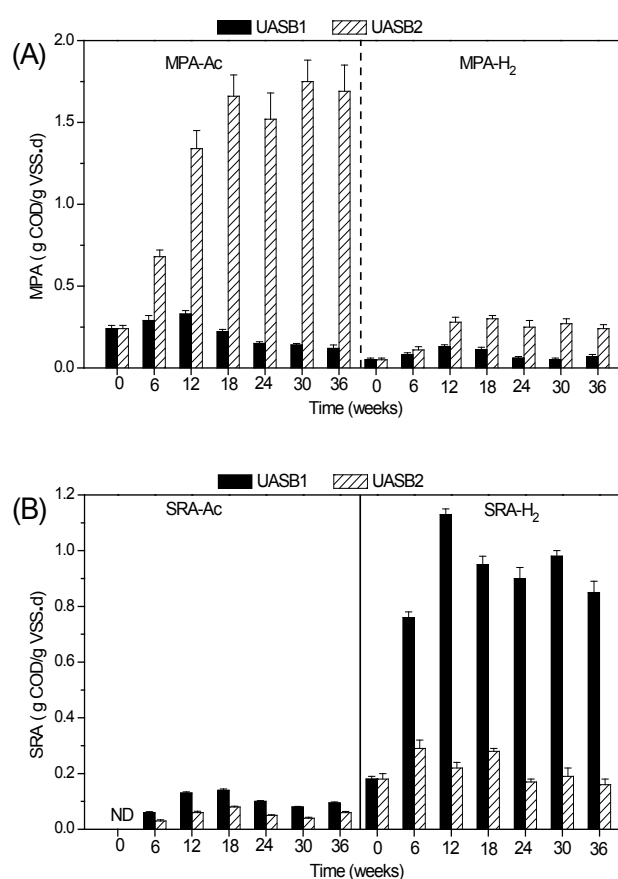 UASB1 UASB2
(A)
MPA-Ac MPA-H₂
2.0
1.5
1.0
0.5
0.0
MPA ( g COD/g VSS.d)
0 6 12 18 24 30 36 0 6 12 18 24 30 36
Time (weeks)
UASB1 UASB2
(B)
SRA-Ac SRA-H₂
1.2
1.0
0.8
0.6
0.4
0.2
0.0
SRA ( g COD/g VSS.d)
ND
0 6 12 18 24 30 36 0 6 12 18 24 30 36
Time (weeks)